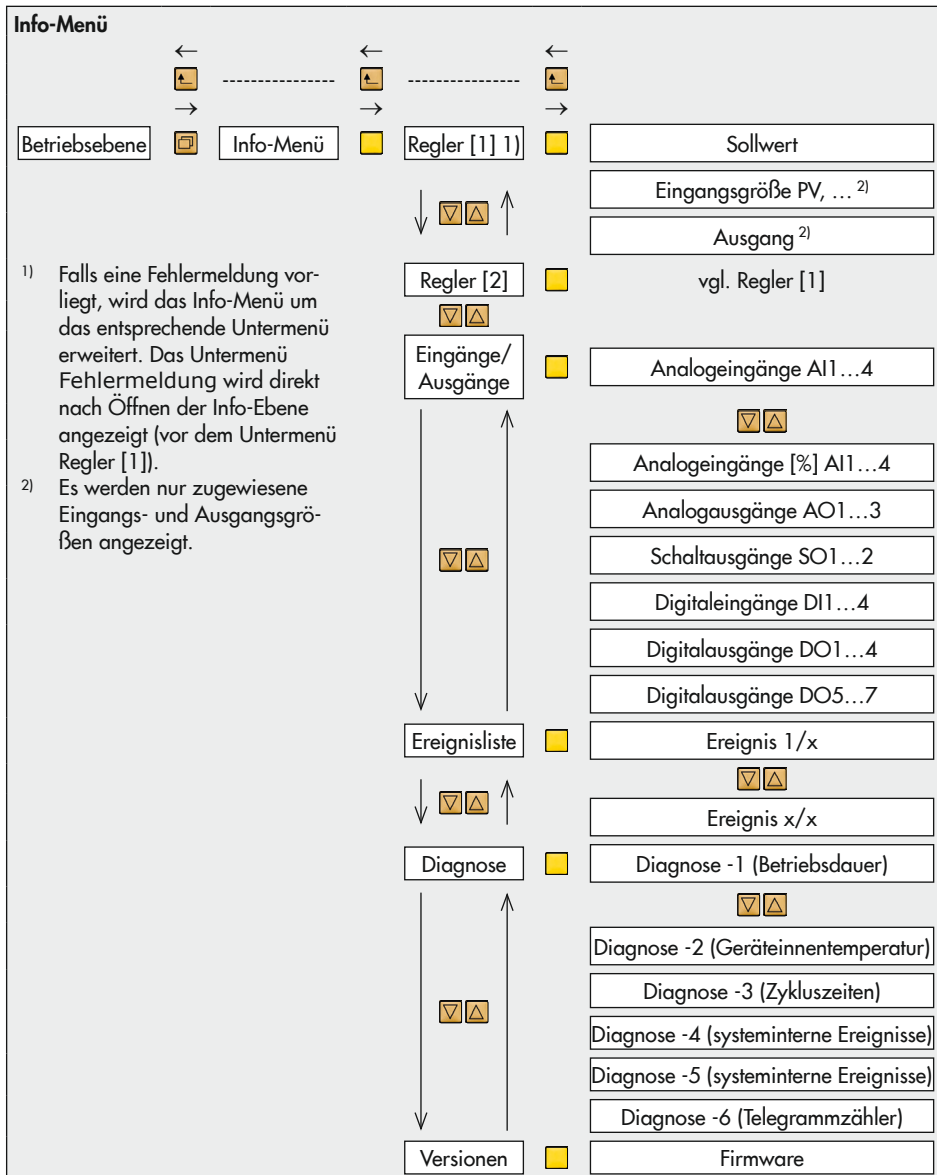 Info-Menü
Betriebsebene Info-Menü Regler [1] 1) Sollwert
Eingangsgröße PV, … 2)
Ausgang 2)
1) Falls eine Fehlermeldung vor-
liegt, wird das Info-Menü um
das entsprechende Untermenü
erweitert. Das Untermenü
Fehlermeldung wird direkt
nach Öffnen der Info-Ebene
angezeigt (vor dem Untermenü
Regler [1]).
2) Es werden nur zugewiesene
Eingangs- und Ausgangsgrö-
ßen angezeigt.
Regler [2] vgl. Regler [1]
Eingänge/
Ausgänge
Analogeingänge AI1…4
Analogeingänge [%] AI1…4
Analogausgänge AO1…3
Schaltausgänge SO1…2
Digitaleingänge DI1…4
Digitalausgänge DO1…4
Digitalausgänge DO5…7
Ereignisliste Ereignis 1/x
Ereignis x/x
Diagnose Diagnose -1 (Betriebsdauer)
Diagnose -2 (Geräteinnentemperatur)
Diagnose -3 (Zykluszeiten)
Diagnose -4 (systeminterne Ereignisse)
Diagnose -5 (systeminterne Ereignisse)
Diagnose -6 (Telegrammzähler)
Versionen Firmware